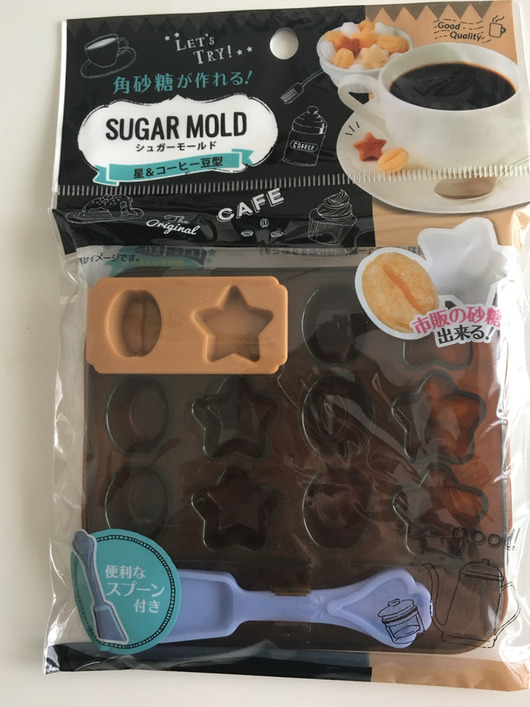 LET'S
TRY!
Good
Quality
角砂糖が作れる!
SUGAR MOLD
シュガーモールド
星&コーヒー豆型
COFFEE
CAFE
@
The
Original
イメージです。
市販の砂糖
出来る!
便利な
スプーン
付き